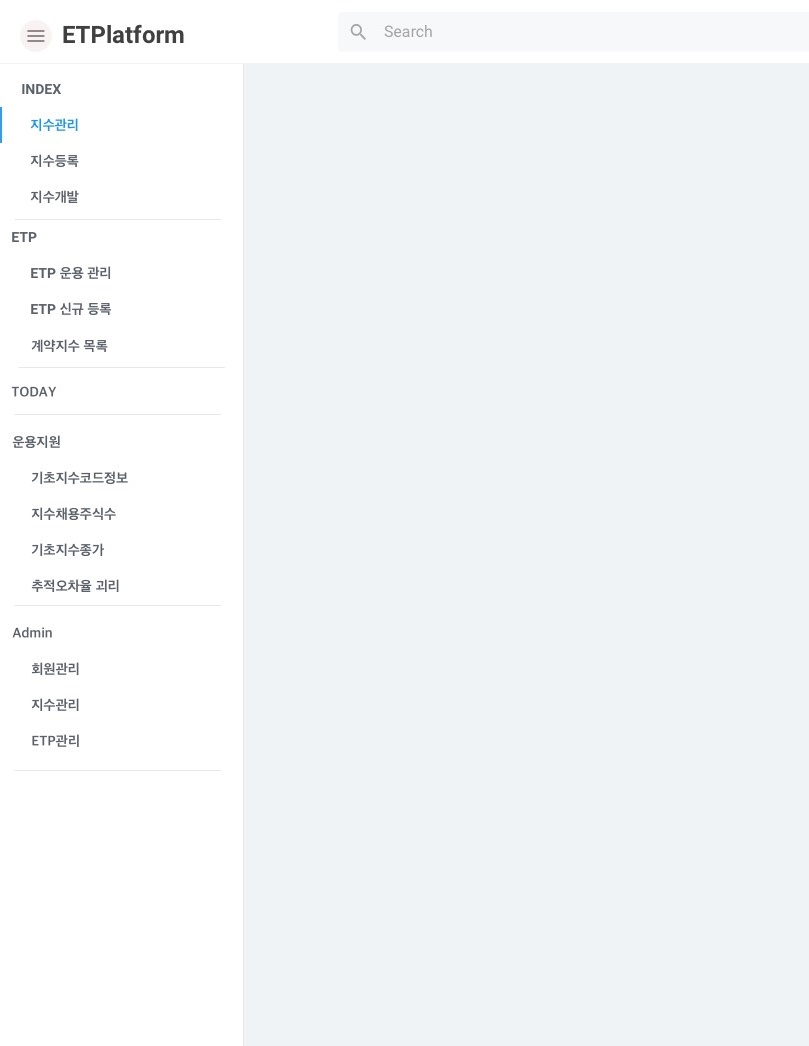 ETPlatform
Search
INDEX
지수관리
지수등록
지수개발
ETP
ETP 운용 관리
ETP 신규 등록
계약지수 목록
TODAY
운용지원
기초지수코드정보
지수채용주식수
기초지수종가
추적오차율 괴리
Admin
회원관리
지수관리
ETP관리